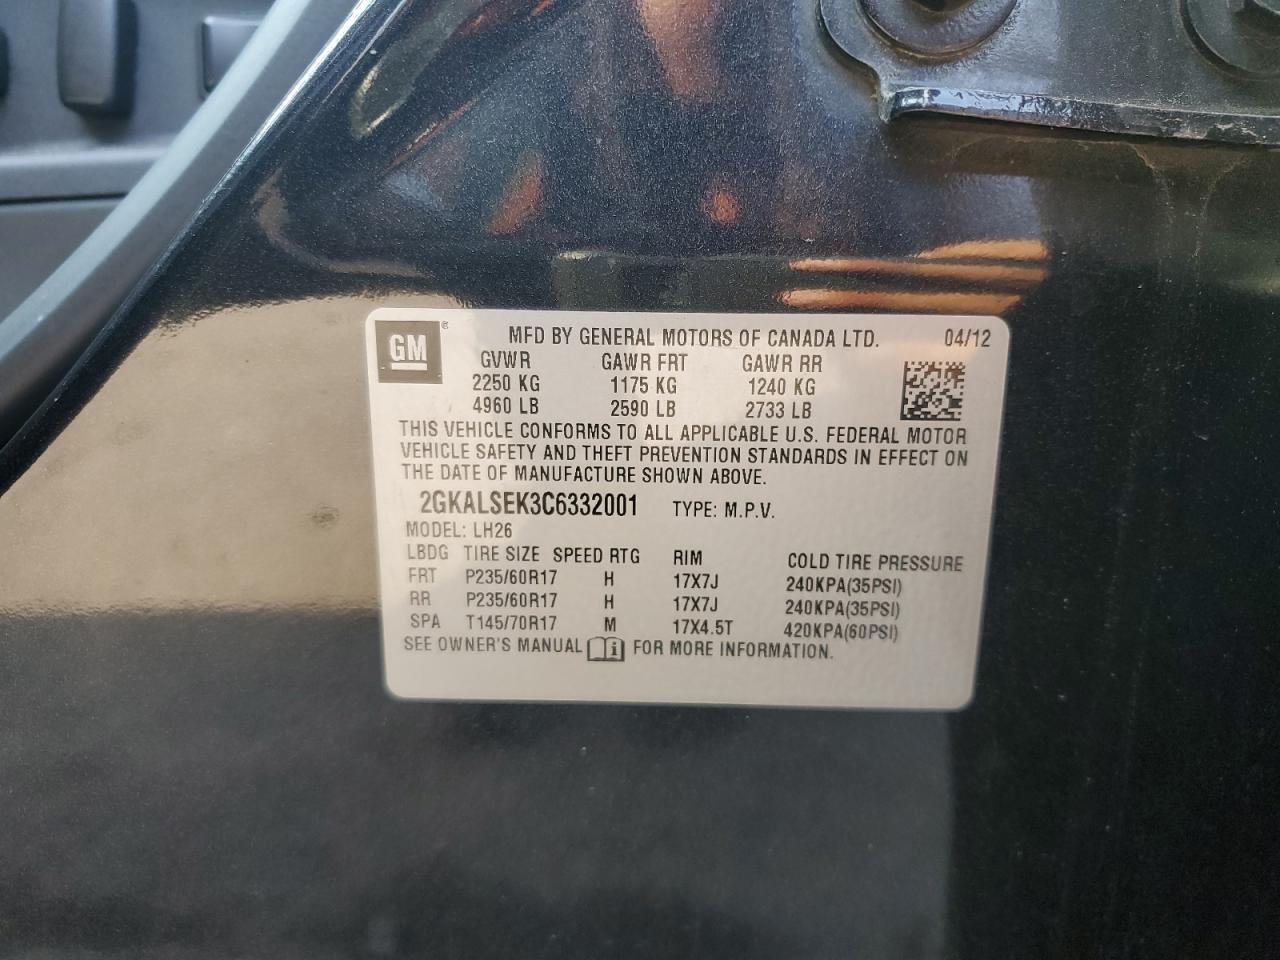 GM ® MFD BY GENERAL MOTORS OF CANADA LTD. 04/12
GVWR GAWR FRT GAWR RR
2250 KG 1175 KG 1240 KG
4960 LB 2590 LB 2733 LB
THIS VEHICLE CONFORMS TO ALL APPLICABLE U.S. FEDERAL MOTOR
VEHICLE SAFETY AND THEFT PREVENTION STANDARDS IN EFFECT ON
THE DATE OF MANUFACTURE SHOWN ABOVE.
2GKALSEK3C6332001 TYPE: M.P.V.
MODEL: LH26
LBDG TIRE SIZE SPEED RTG RIM COLD TIRE PRESSURE
FRT P235/60R17 H 17X7J 240KPA(35PSI)
RR P235/60R17 H 17X7J 240KPA(35PSI)
SPA T145/70R17 M 17X4.5T 420KPA(60PSI)
SEE OWNER'S MANUAL i FOR MORE INFORMATION.